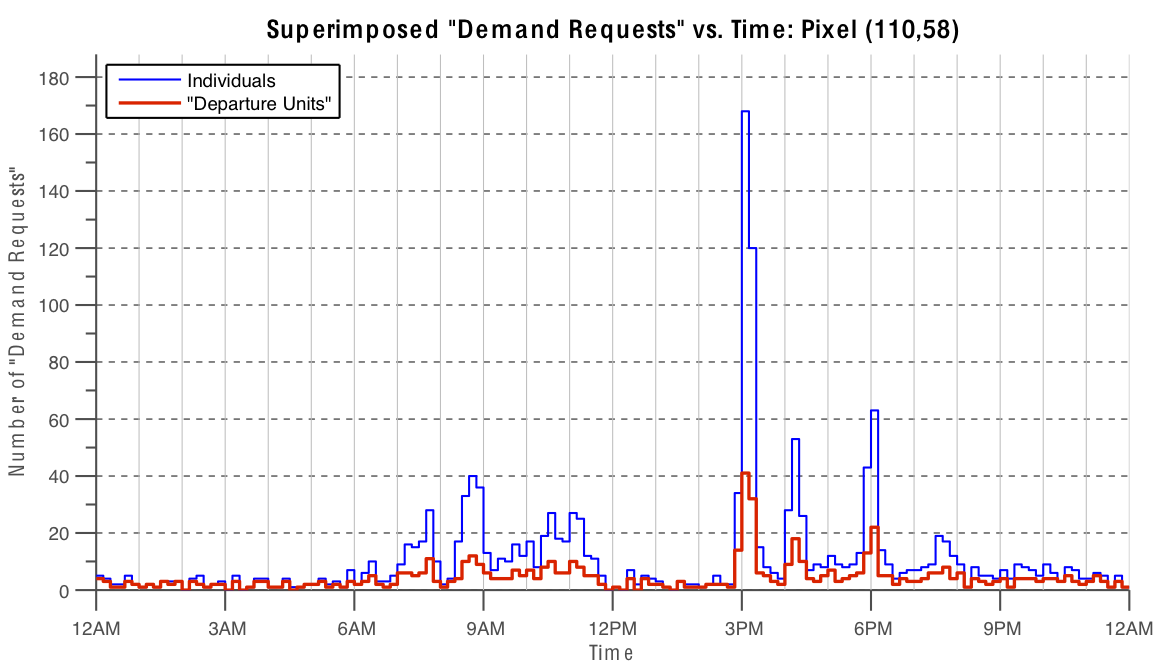 Superimposed "Demand Requests" vs. Time: Pixel (110,58)
Individuals
"Departure Units"
Number of "Demand Requests"
180
160
140
120
100
80
60
40
20
0
12AM 3AM 6AM 9AM 12PM 3PM 6PM 9PM 12AM
Time